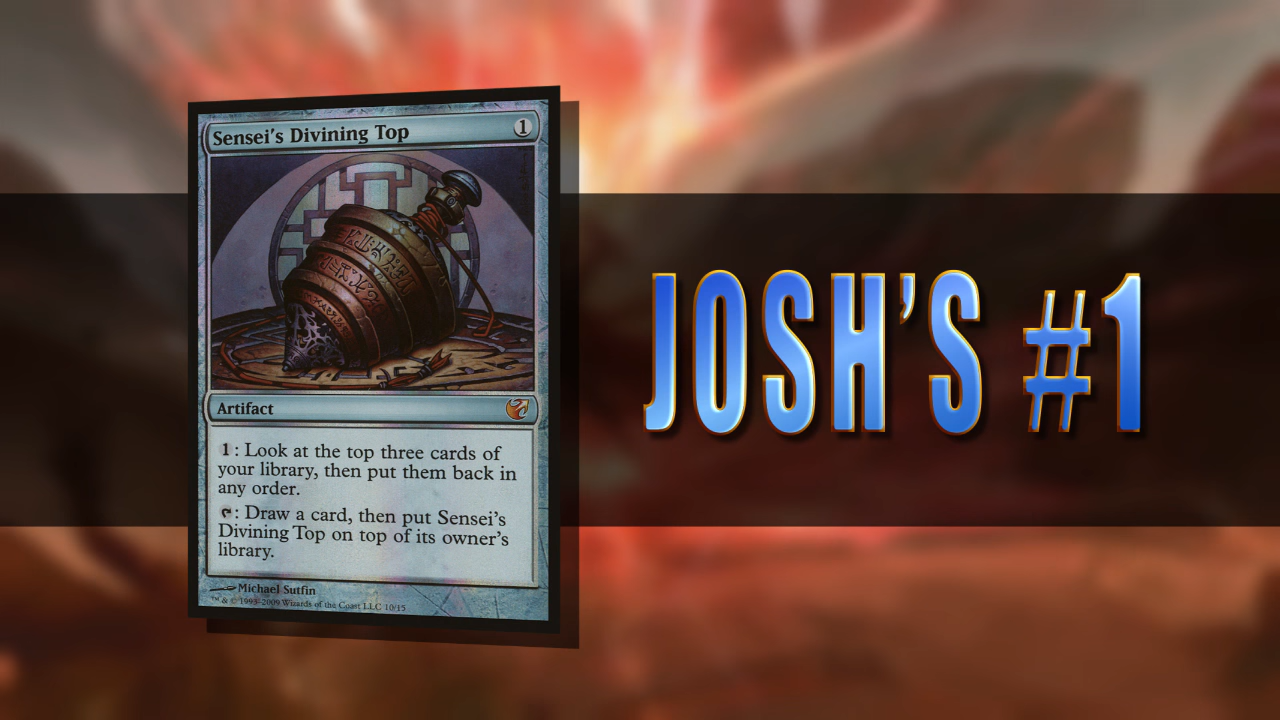 Sensei's Divining Top 1
JOSH'S #1
Artifact
1: Look at the top three cards of
your library, then put them back in
any order.
: Draw a card, then put Sensei's
Divining Top on top of its owner's
library.
Michael Sutfin
™ & © 1993-2009 Wizards of the Coast LLC 10/15